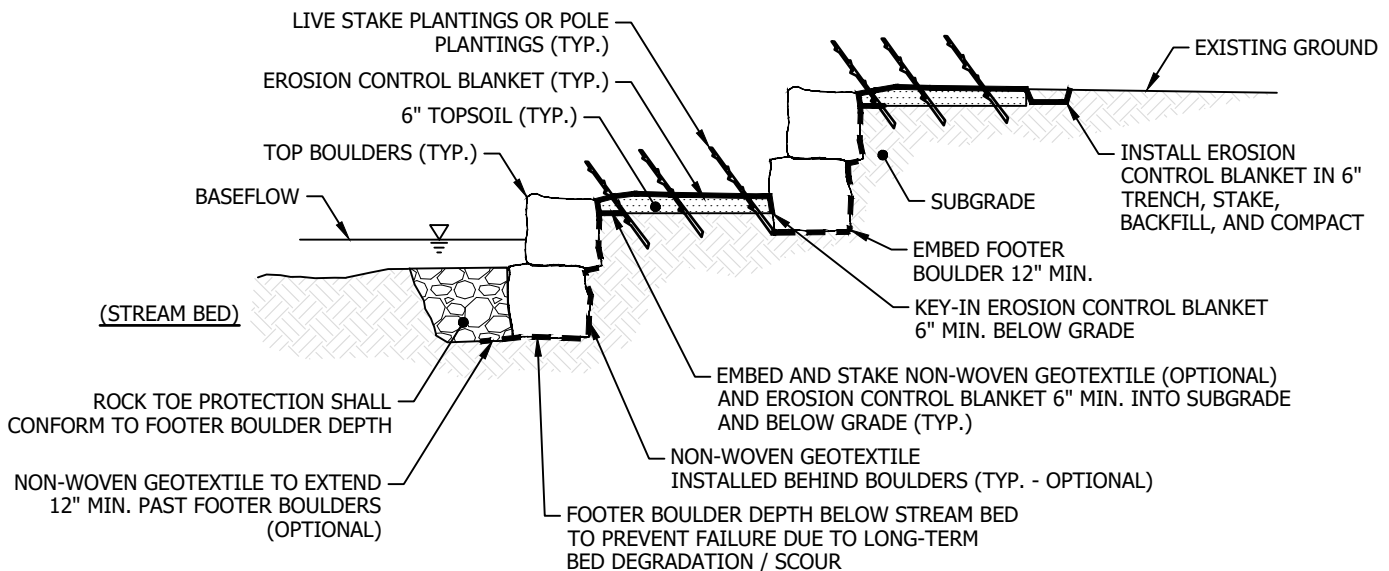 LIVE STAKE PLANTINGS OR POLE
PLANTINGS (TYP.)
EROSION CONTROL BLANKET (TYP.)
6" TOPSOIL (TYP.)
TOP BOULDERS (TYP.)
BASEFLOW
(STREAM BED)
ROCK TOE PROTECTION SHALL
CONFORM TO FOOTER BOULDER DEPTH
NON-WOVEN GEOTEXTILE TO EXTEND
12" MIN. PAST FOOTER BOULDERS
(OPTIONAL)
EXISTING GROUND
INSTALL EROSION
CONTROL BLANKET IN 6"
TRENCH, STAKE,
BACKFILL, AND COMPACT
SUBGRADE
EMBED FOOTER
BOULDER 12" MIN.
KEY-IN EROSION CONTROL BLANKET
6" MIN. BELOW GRADE
EMBED AND STAKE NON-WOVEN GEOTEXTILE (OPTIONAL)
AND EROSION CONTROL BLANKET 6" MIN. INTO SUBGRADE
AND BELOW GRADE (TYP.)
NON-WOVEN GEOTEXTILE
INSTALLED BEHIND BOULDERS (TYP. - OPTIONAL)
FOOTER BOULDER DEPTH BELOW STREAM BED
TO PREVENT FAILURE DUE TO LONG-TERM
BED DEGRADATION / SCOUR